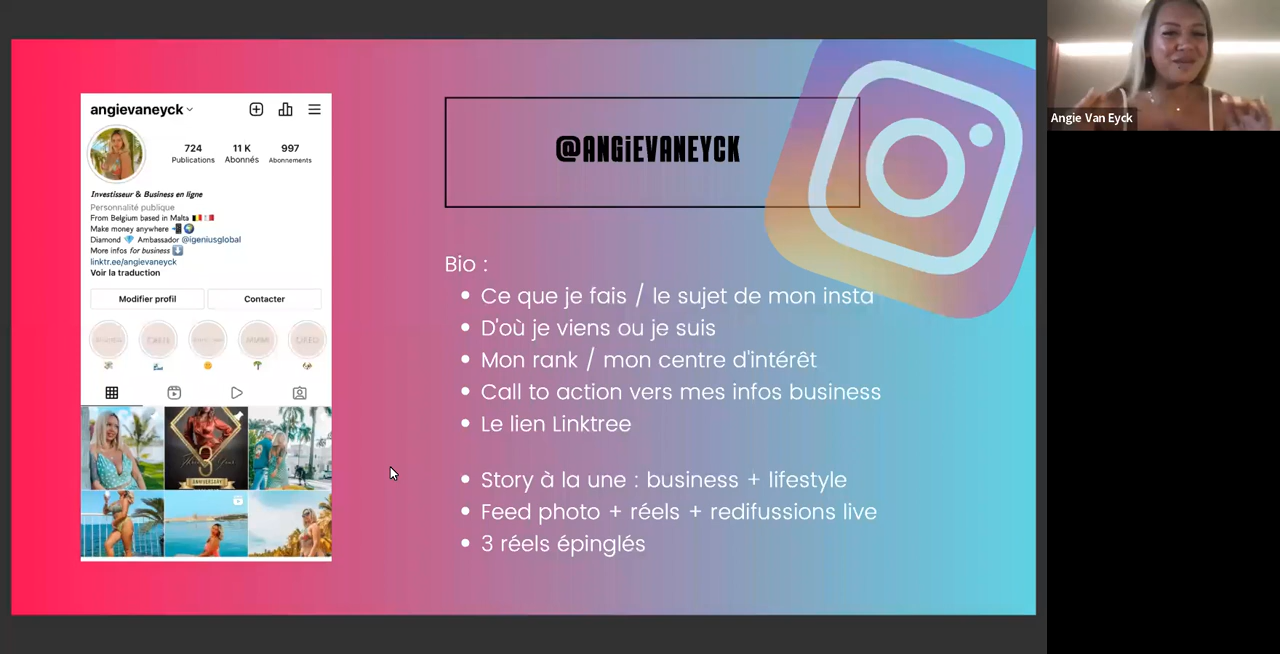 angievaneyck
724
11 K
997
Publications
Abonnés
Abonnements
Investisseur & Business en ligne
Personnalité publique
From Belgium based in Malta
Make money anywhere
Diamond Ambassador @igeniusglobal
More infos for business
linktr.ee/angievaneyck
Voir la traduction
Modifier profil
Contacter
ANNIVERSARY
@ANGiEVANEYCK
Bio :
• Ce que je fais / le sujet de mon insta
• D'où je viens ou je suis
• Mon rank / mon centre d'intérêt
• Call to action vers mes infos business
• Le lien Linktree
• Story à la une : business + lifestyle
• Feed photo + réels + redifussions live
• 3 réels épinglés
Angie Van Eyck